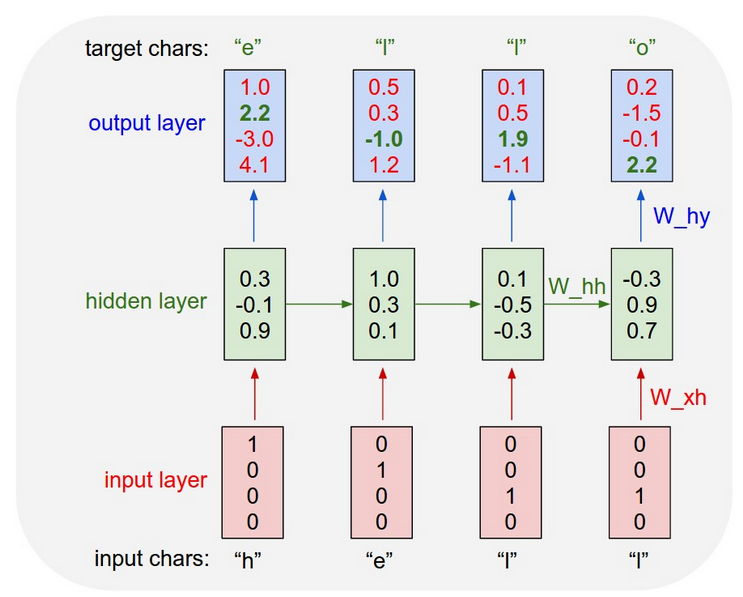 target chars: “e” “l” “l” “o”
output layer
1.0 0.5 0.1 0.2
2.2 0.3 0.5 -1.5
-3.0 -1.0 1.9 -0.1
4.1 1.2 -1.1 2.2
W_hy
hidden layer
0.3 1.0 0.1 -0.3
-0.1 0.3 -0.5 0.9
0.9 0.1 -0.3 0.7
W_hh
W_xh
input layer
1 0 0 0
0 1 0 0
0 0 1 1
0 0 0 0
input chars: “h” “e” “l” “l”